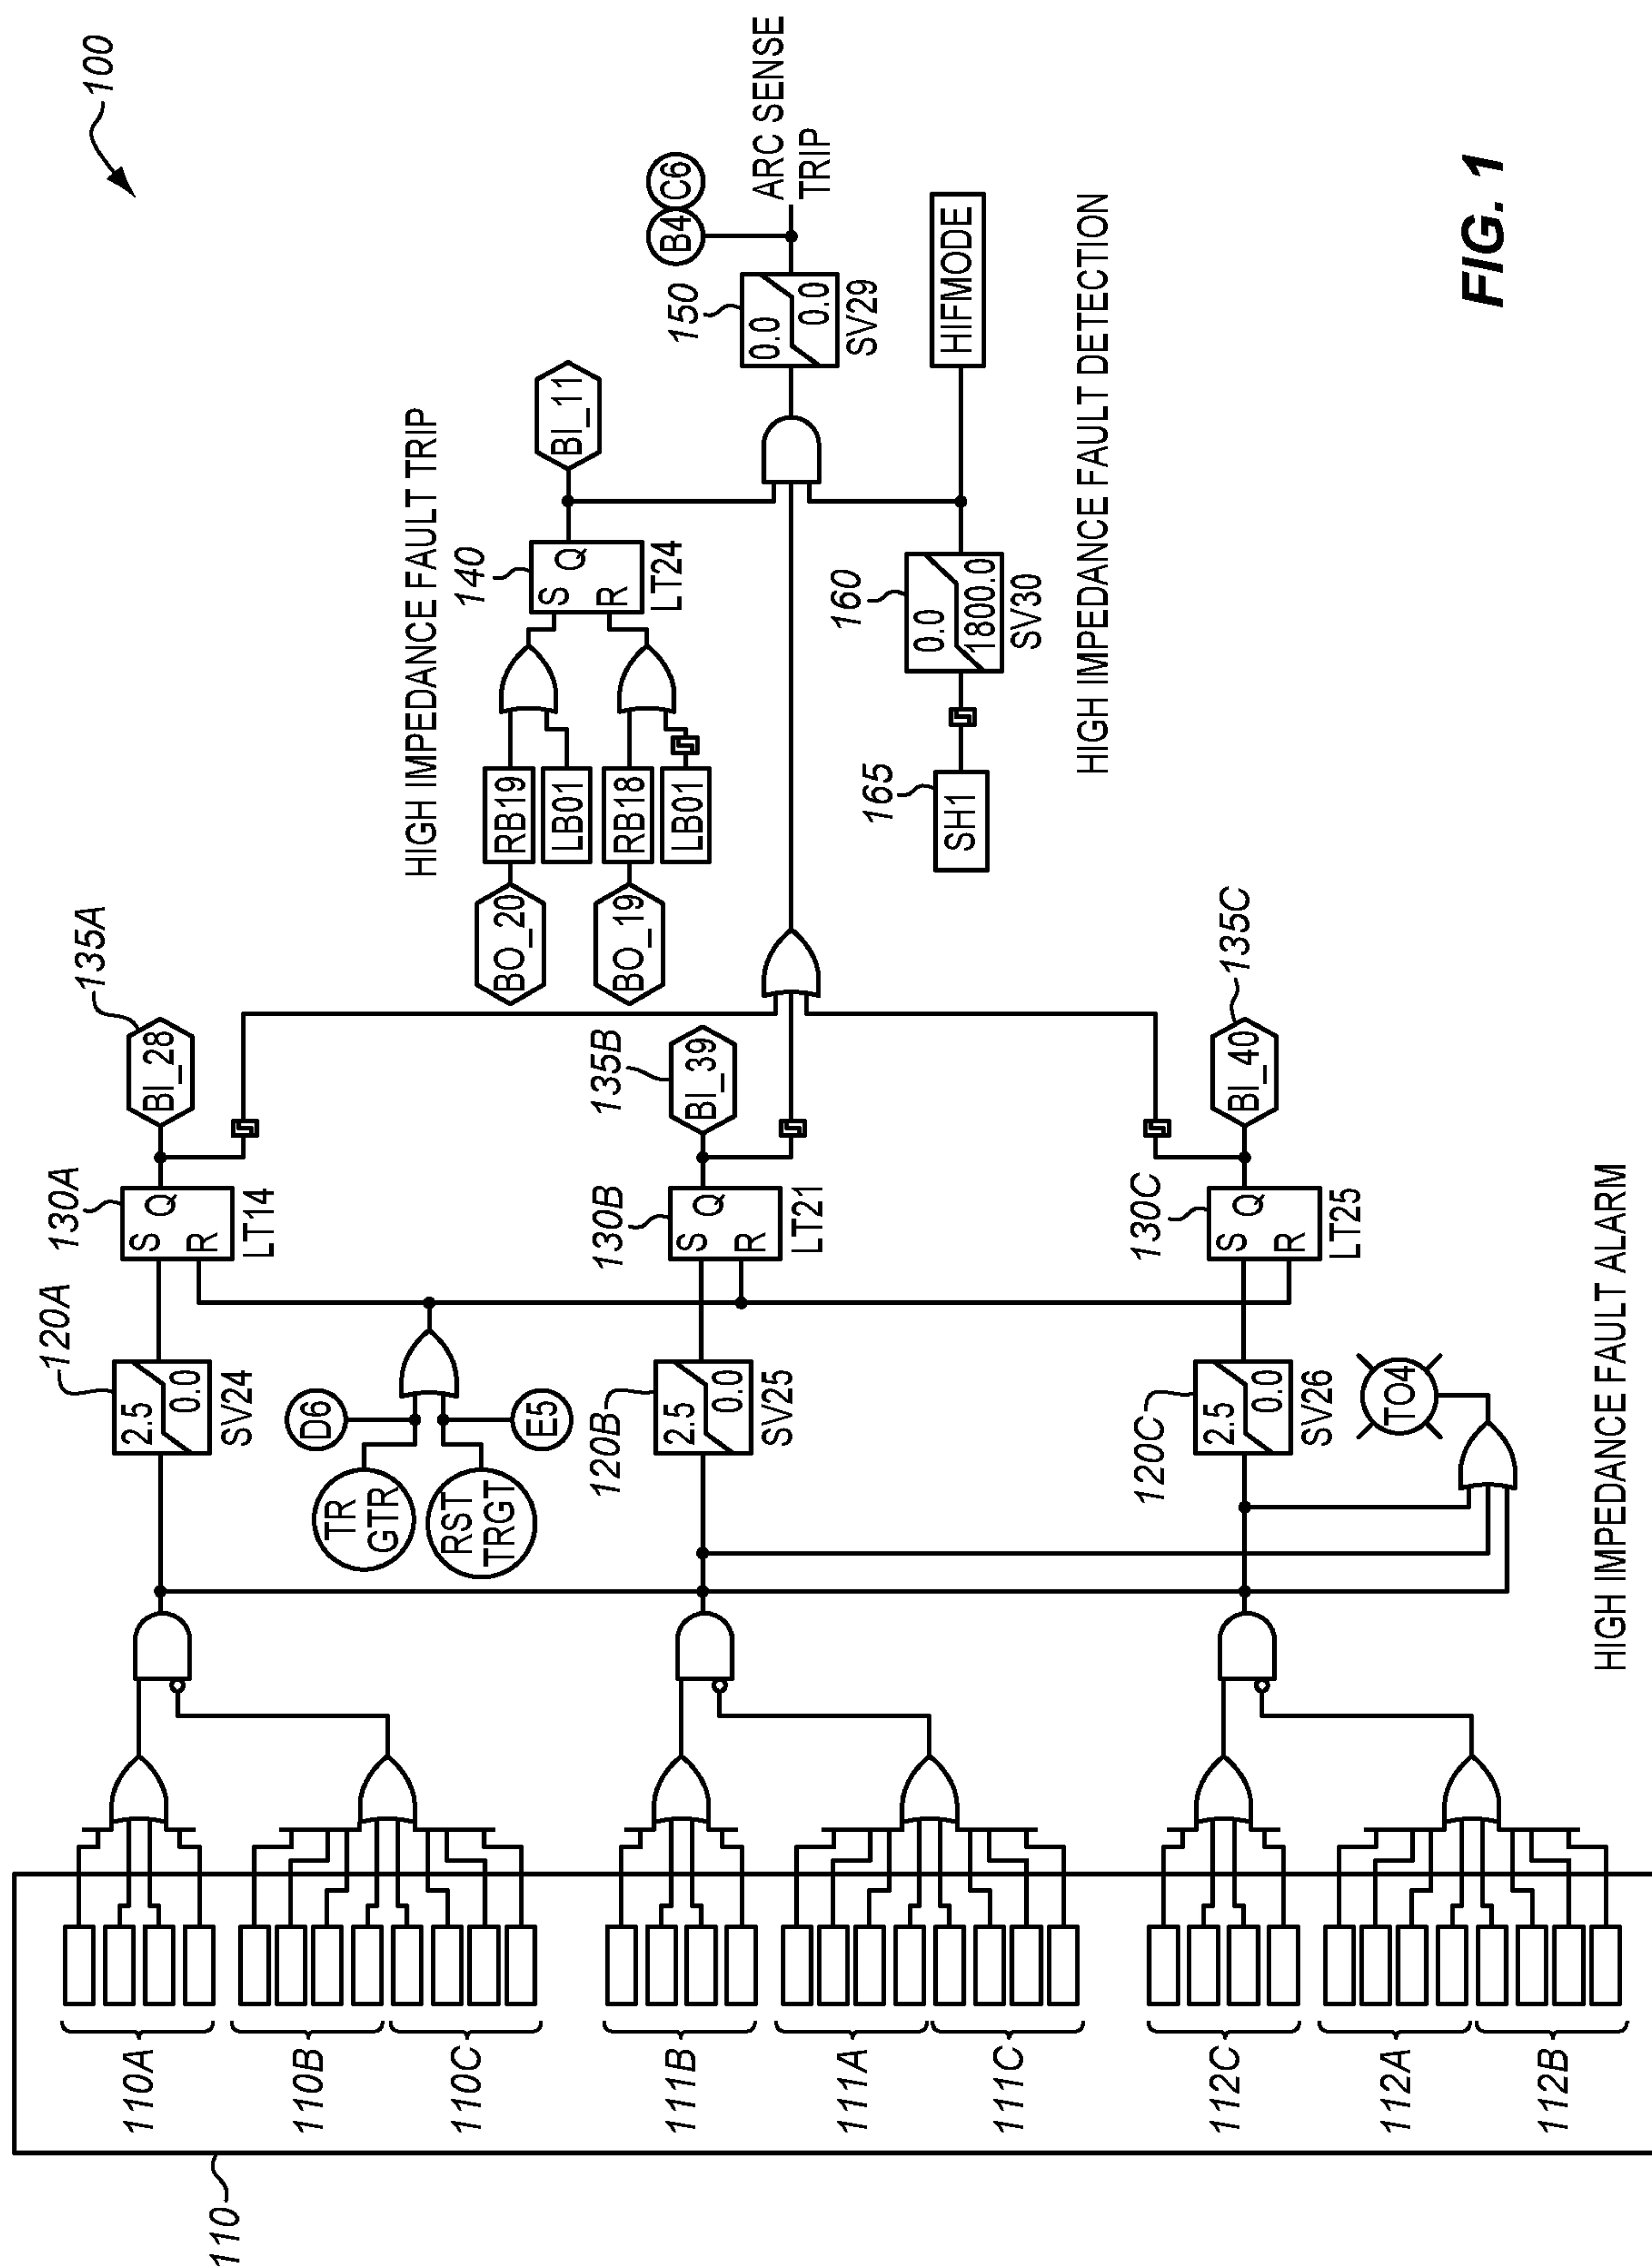 100
110
110A
110B
110C
111B
111A
111C
112C
112A
112B
120A
2.5
0.0
SV24
130A
S
Q
R
LT14
BI_28
135A
TR
GTR
D6
RST
TRGT
E5
120B
2.5
0.0
SV25
130B
S
Q
R
LT21
BI_39
135B
120C
2.5
0.0
SV26
130C
S
Q
R
LT25
BI_40
135C
TO4
HIGH IMPEDANCE FAULT ALARM
HIGH IMPEDANCE FAULT TRIP
BO_20
RB19
LB01
BO_19
RB18
LB01
140
S
Q
R
LT24
BI_11
150
0.0
0.0
SV29
B4
C6
ARC SENSE
TRIP
165
SH1
160
0.0
1800.0
SV30
HIFMODE
HIGH IMPEDANCE FAULT DETECTION
FIG. 1